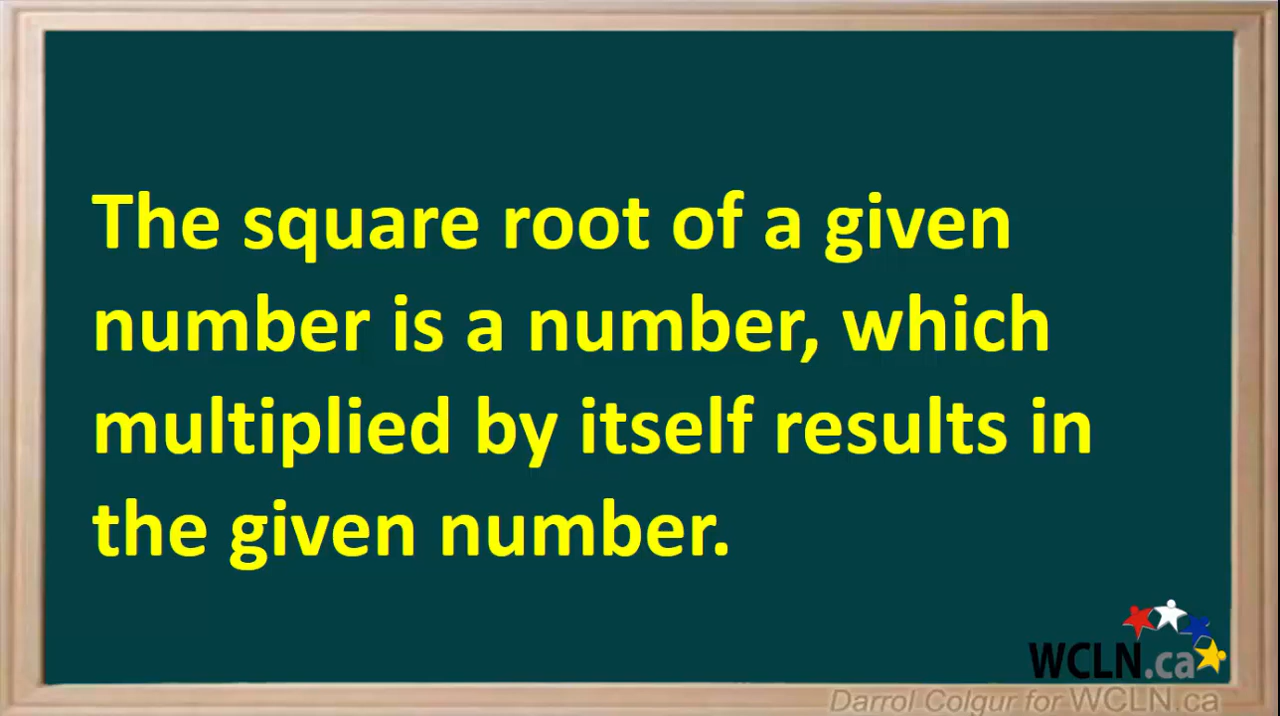 The square root of a given
number is a number, which
multiplied by itself results in
the given number.
WCLN.ca
Darrol Colgur for WCLN.ca